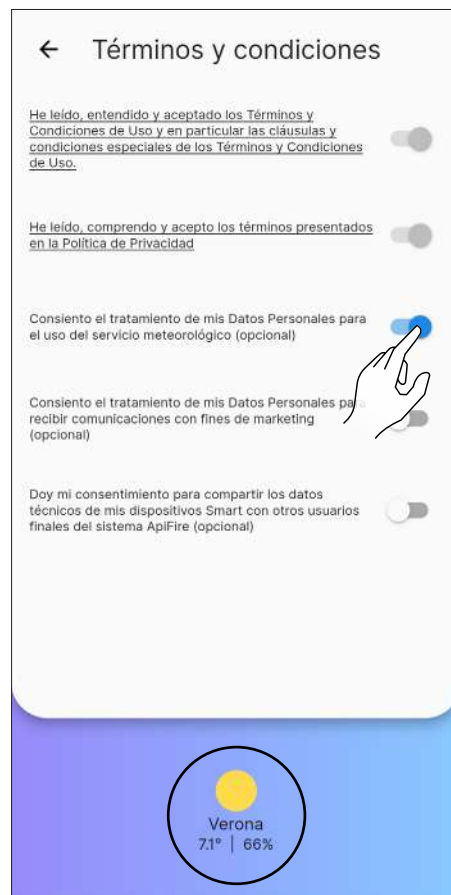 Términos y condiciones
He leído, entendido y aceptado los Términos y
Condiciones de Uso y en particular las cláusulas y
condiciones especiales de los Términos y Condiciones
de Uso.
He leído, comprendo y acepto los términos presentados
en la Política de Privacidad
Consiento el tratamiento de mis Datos Personales para
el uso del servicio meteorológico (opcional)
Consiento el tratamiento de mis Datos Personales para
recibir comunicaciones con fines de marketing
(opcional)
Doy mi consentimiento para compartir los datos
técnicos de mis dispositivos Smart con otros usuarios
finales del sistema ApiFire (opcional)
Verona
7.1° | 66%